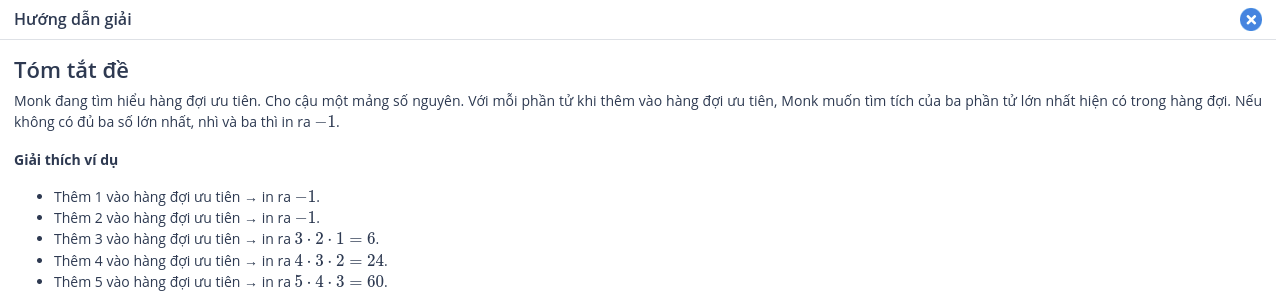 Hướng dẫn giải
Tóm tắt đề
Monk đang tìm hiểu hàng đợi ưu tiên. Cho cậu một mảng số nguyên. Với mỗi phần tử khi thêm vào hàng đợi ưu tiên, Monk muốn tìm tích của ba phần tử lớn nhất hiện có trong hàng đợi. Nếu
không có đủ ba số lớn nhất, nhì và ba thì in ra −1.
Giải thích ví dụ
• Thêm 1 vào hàng đợi ưu tiên → in ra −1.
• Thêm 2 vào hàng đợi ưu tiên → in ra −1.
• Thêm 3 vào hàng đợi ưu tiên → in ra 3 · 2 · 1 = 6.
• Thêm 4 vào hàng đợi ưu tiên → in ra 4 · 3 · 2 = 24.
• Thêm 5 vào hàng đợi ưu tiên → in ra 5 · 4 · 3 = 60.